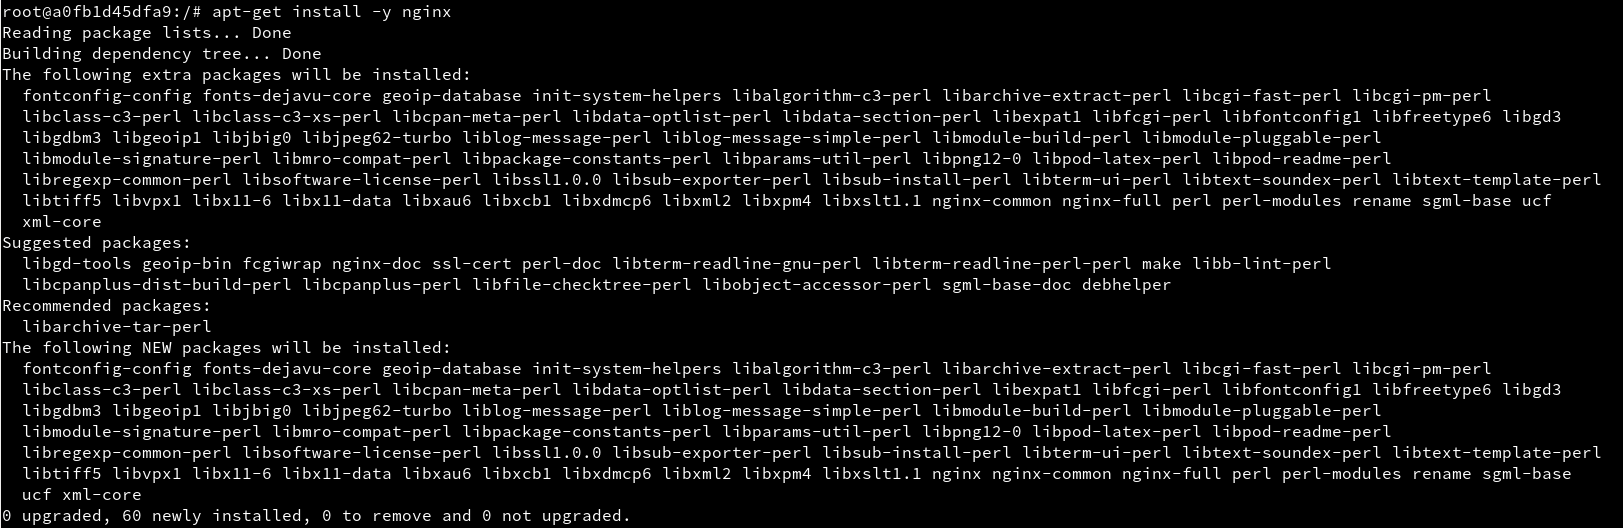 root@a0fb1d45dfa9:/# apt-get install -y nginx
Reading package lists... Done
Building dependency tree... Done
The following extra packages will be installed:
  fontconfig-config fonts-dejavu-core geoip-database init-system-helpers libalgorithm-c3-perl libarchive-extract-perl libcgi-fast-perl libcgi-pm-perl
  libclass-c3-perl libclass-c3-xs-perl libcpan-meta-perl libdata-optlist-perl libdata-section-perl libexpat1 libfcgi-perl libfontconfig1 libfreetype6 libgd3
  libgdbm3 libgeoip1 libjbig0 libjpeg62-turbo liblog-message-perl liblog-message-simple-perl libmodule-build-perl libmodule-pluggable-perl
  libmodule-signature-perl libmro-compat-perl libpackage-constants-perl libparams-util-perl libpng12-0 libpod-latex-perl libpod-readme-perl
  libregexp-common-perl libsoftware-license-perl libssl1.0.0 libsub-exporter-perl libsub-install-perl libterm-ui-perl libtext-soundex-perl libtext-template-perl
  libtiff5 libvpx1 libx11-6 libx11-data libxau6 libxcb1 libxdmcp6 libxml2 libxpm4 libxslt1.1 nginx-common nginx-full perl perl-modules rename sgml-base ucf
  xml-core
Suggested packages:
  libgd-tools geoip-bin fcgiwrap nginx-doc ssl-cert perl-doc libterm-readline-gnu-perl libterm-readline-perl-perl make libb-lint-perl
  libcpanplus-dist-build-perl libcpanplus-perl libfile-checktree-perl libobject-accessor-perl sgml-base-doc debhelper
Recommended packages:
  libarchive-tar-perl
The following NEW packages will be installed:
  fontconfig-config fonts-dejavu-core geoip-database init-system-helpers libalgorithm-c3-perl libarchive-extract-perl libcgi-fast-perl libcgi-pm-perl
  libclass-c3-perl libclass-c3-xs-perl libcpan-meta-perl libdata-optlist-perl libdata-section-perl libexpat1 libfcgi-perl libfontconfig1 libfreetype6 libgd3
  libgdbm3 libgeoip1 libjbig0 libjpeg62-turbo liblog-message-perl liblog-message-simple-perl libmodule-build-perl libmodule-pluggable-perl
  libmodule-signature-perl libmro-compat-perl libpackage-constants-perl libparams-util-perl libpng12-0 libpod-latex-perl libpod-readme-perl
  libregexp-common-perl libsoftware-license-perl libssl1.0.0 libsub-exporter-perl libsub-install-perl libterm-ui-perl libtext-soundex-perl libtext-template-perl
  libtiff5 libvpx1 libx11-6 libx11-data libxau6 libxcb1 libxdmcp6 libxml2 libxpm4 libxslt1.1 nginx nginx-common nginx-full perl perl-modules rename sgml-base
  ucf xml-core
0 upgraded, 60 newly installed, 0 to remove and 0 not upgraded.